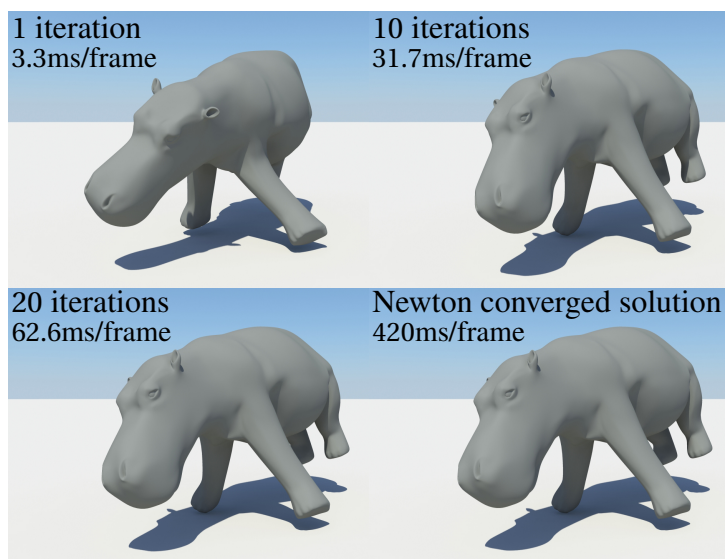 1 iteration
3.3ms/frame
10 iterations
31.7ms/frame
20 iterations
62.6ms/frame
Newton converged solution
420ms/frame